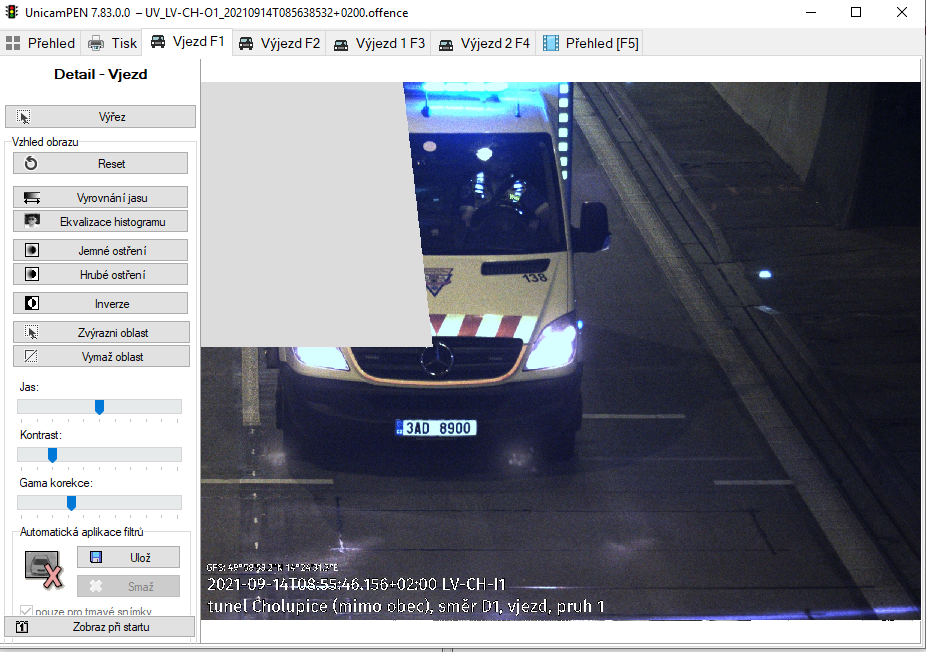 UnicamPEN 7.83.0.0 – UV_LV-CH-O1_20210914T085638532+0200.offence
Přehled Tisk Vjezd F1 Výjezd F2 Výjezd 1 F3 Výjezd 2 F4 Přehled [F5]
Detail - Vjezd
Výřez
Vzhled obrazu
Reset
Vyrovnání jasu
Ekvalizace histogramu
Jemné ostření
Hrubé ostření
Inverze
Zvýrazni oblast
Vymaž oblast
Jas:
Kontrast:
Gama korekce:
Automatická aplikace filtrů
Ulož
Smaž
pouze pro tmavé snímky
Zobraz při startu
138
3AD 8900
2021-09-14T08:55:46.156+02:00 LV-CH-I1
tunel Cholupice (mimo obec), směr D1, vjezd, pruh 1